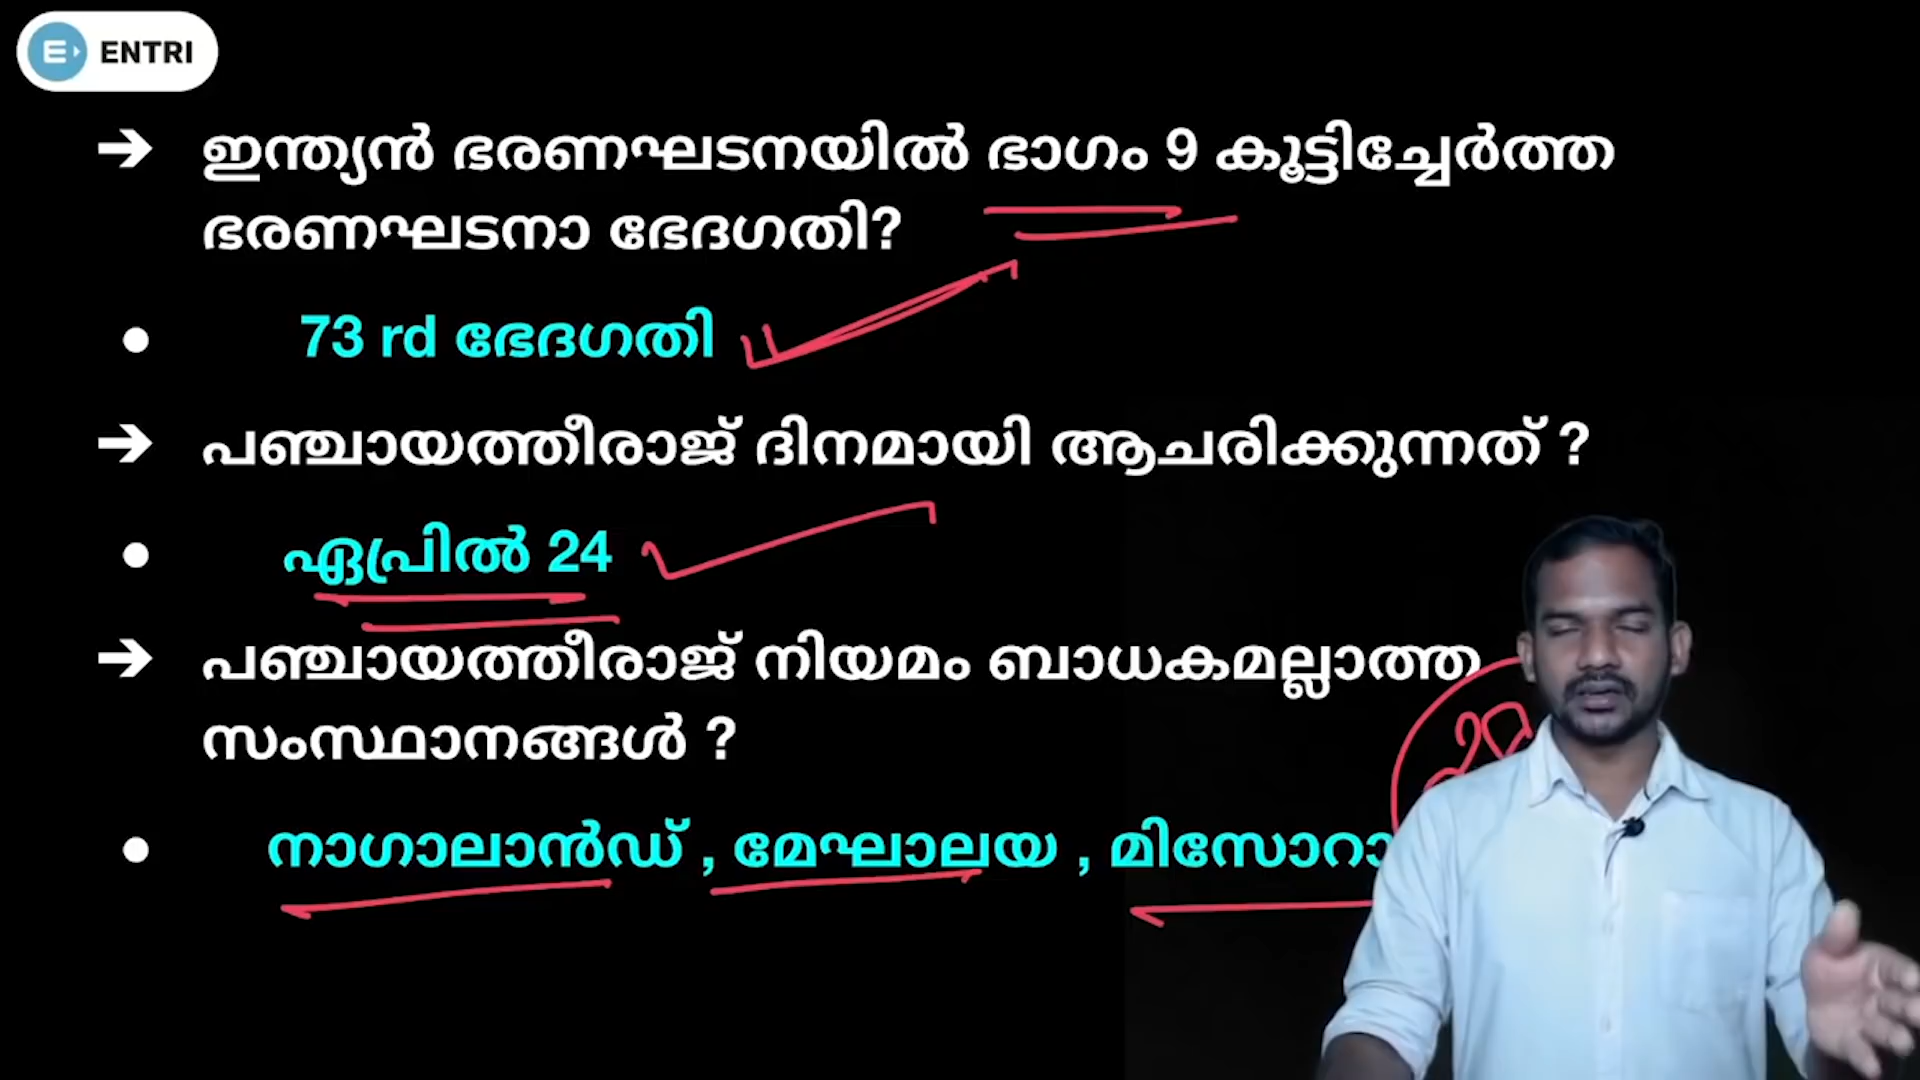 ENTRI
➔ ഇന്ത്യൻ ഭരണഘടനയിൽ ഭാഗം 9 കൂട്ടിച്ചേർത്ത
ഭരണഘടനാ ഭേദഗതി?
● 73 rd ഭേദഗതി
➔ പഞ്ചായത്തീരാജ് ദിനമായി ആചരിക്കുന്നത് ?
● ഏപ്രിൽ 24
➔ പഞ്ചായത്തീരാജ് നിയമം ബാധകമല്ലാത്ത
സംസ്ഥാനങ്ങൾ ?
● നാഗാലാൻഡ് , മേഘാലയ ,